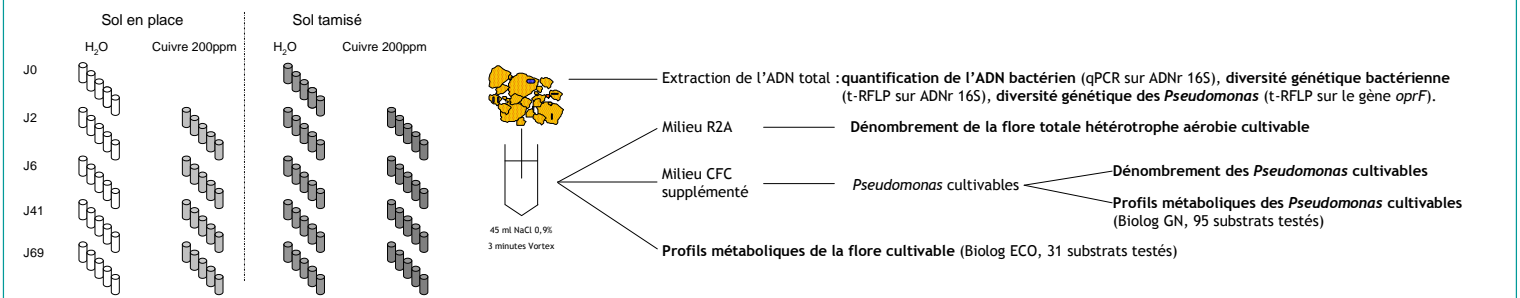 Sol en place Sol tamisé
H2O Cuivre 200ppm H2O Cuivre 200ppm
J0
J2
J6
J41
J69
45 ml NaCl 0,9%
3 minutes Vortex
Extraction de l’ADN total : quantification de l’ADN bactérien (qPCR sur ADNr 16S), diversité génétique bactérienne
(t-RFLP sur ADNr 16S), diversité génétique des Pseudomonas (t-RFLP sur le gène oprF).
Milieu R2A Dénombrement de la flore totale hétérotrophe aérobie cultivable
Milieu CFC
supplémenté
Pseudomonas cultivables
Dénombrement des Pseudomonas cultivables
Profils métaboliques des Pseudomonas cultivables
(Biolog GN, 95 substrats testés)
Profils métaboliques de la flore cultivable (Biolog ECO, 31 substrats testés)